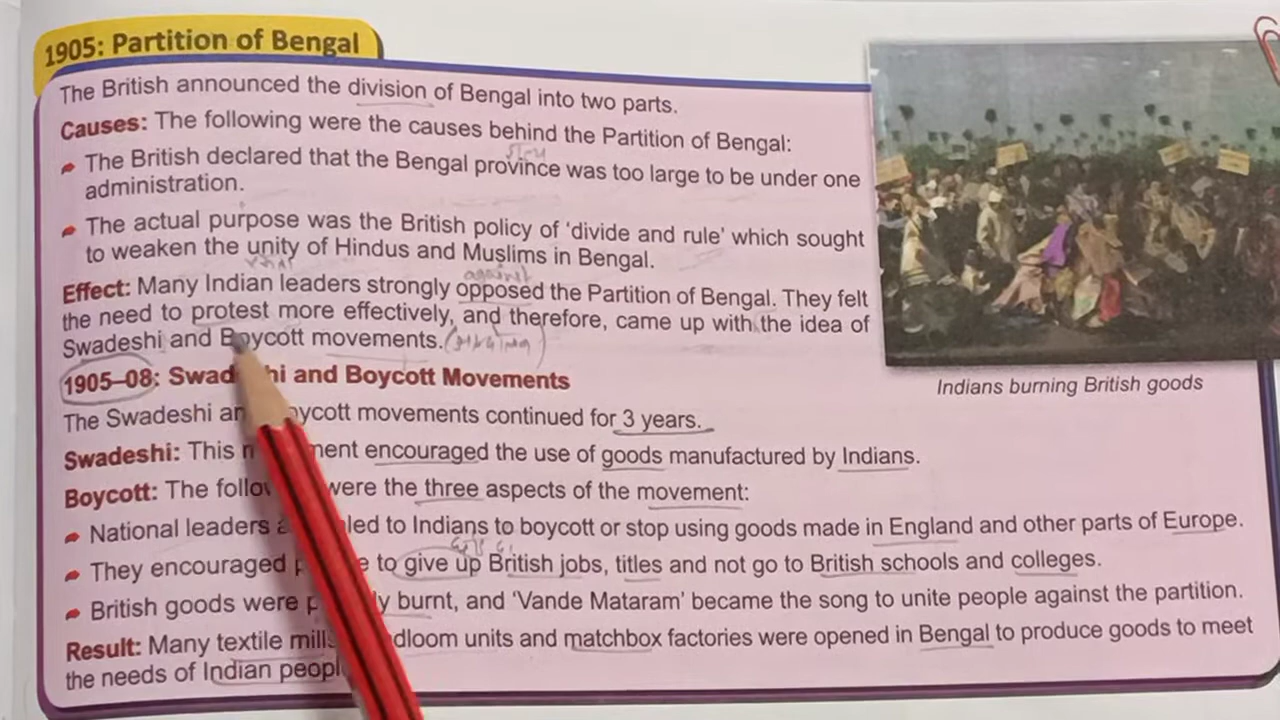 1905: Partition of Bengal
The British announced the division of Bengal into two parts.
Causes: The following were the causes behind the Partition of Bengal:
The British declared that the Bengal province was too large to be under one
administration.
The actual purpose was the British policy of 'divide and rule' which sought
to weaken the unity of Hindus and Muslims in Bengal.
against
Effect: Many Indian leaders strongly opposed the Partition of Bengal. They felt
the need to protest more effectively, and therefore, came up with the idea of
Swadeshi and Boycott movements.
1905–08: Swad hi and Boycott Movements
Indians burning British goods
The Swadeshi an ycott movements continued for 3 years.
Swadeshi: This m ment encouraged the use of goods manufactured by Indians.
Boycott: The follow were the three aspects of the movement:
National leaders a led to Indians to boycott or stop using goods made in England and other parts of Europe.
They encouraged p e to give up British jobs, titles and not go to British schools and colleges.
British goods were p ly burnt, and 'Vande Mataram' became the song to unite people against the partition.
Result: Many textile mills dloom units and matchbox factories were opened in Bengal to produce goods to meet
the needs of Indian peopl